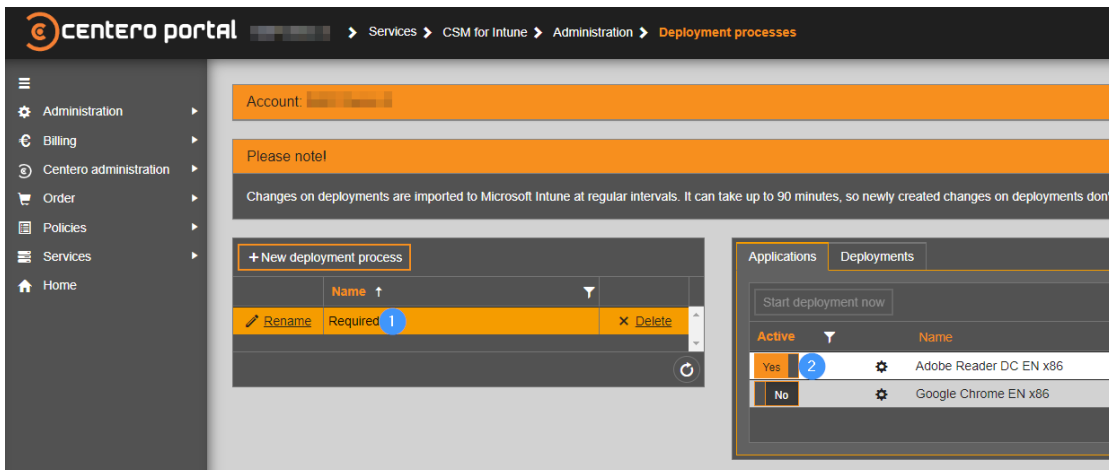 centero portal
Services
CSM for Intune
Administration
Deployment processes
Administration
Billing
Centero administration
Order
Policies
Services
Home
Account:
Please note!
Changes on deployments are imported to Microsoft Intune at regular intervals. It can take up to 90 minutes, so newly created changes on deployments don'
+ New deployment process
Name ↑
Rename Required 1 × Delete
Applications Deployments
Start deployment now
Active Name
Yes 2 Adobe Reader DC EN x86
No Google Chrome EN x86